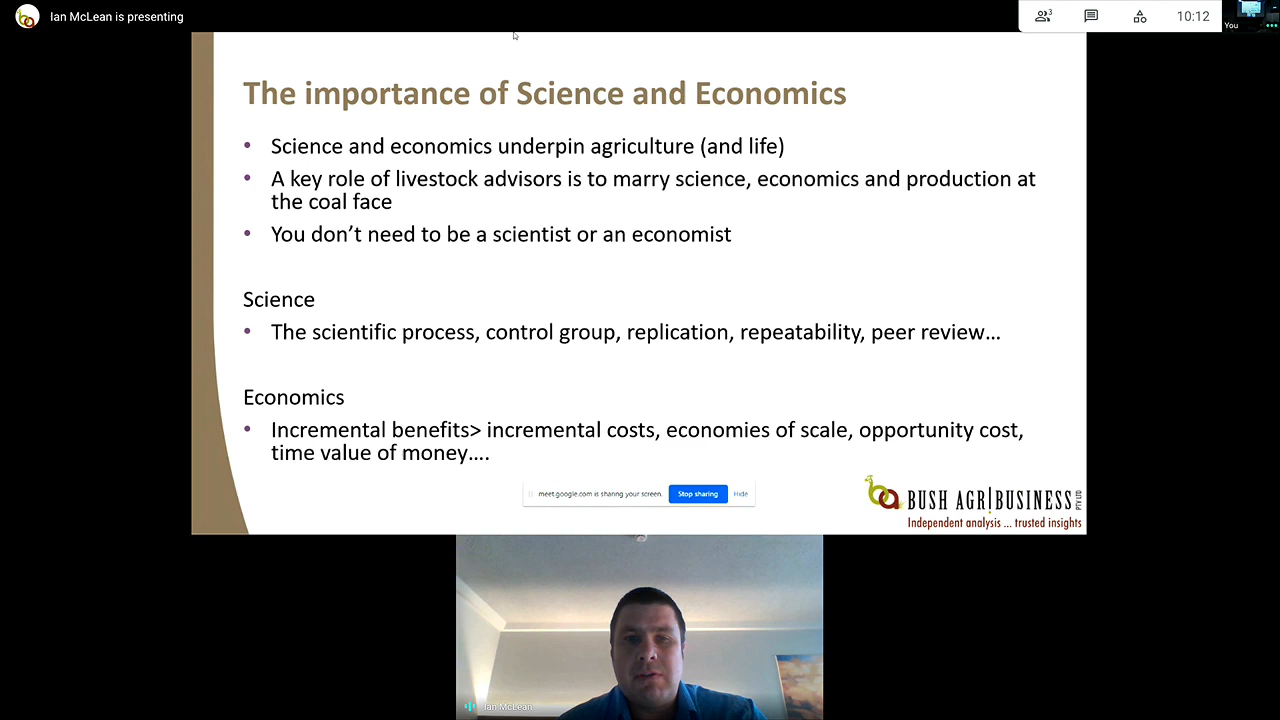 Ian McLean is presenting
3
10:12
You
The importance of Science and Economics
• Science and economics underpin agriculture (and life)
• A key role of livestock advisors is to marry science, economics and production at
the coal face
• You don’t need to be a scientist or an economist
Science
• The scientific process, control group, replication, repeatability, peer review…
Economics
• Incremental benefits> incremental costs, economies of scale, opportunity cost,
time value of money….
meet.google.com is sharing your screen.
Stop sharing
Hide
BUSH AGRIBUSINESS PTY LTD
Independent analysis ... trusted insights
Ian McLean